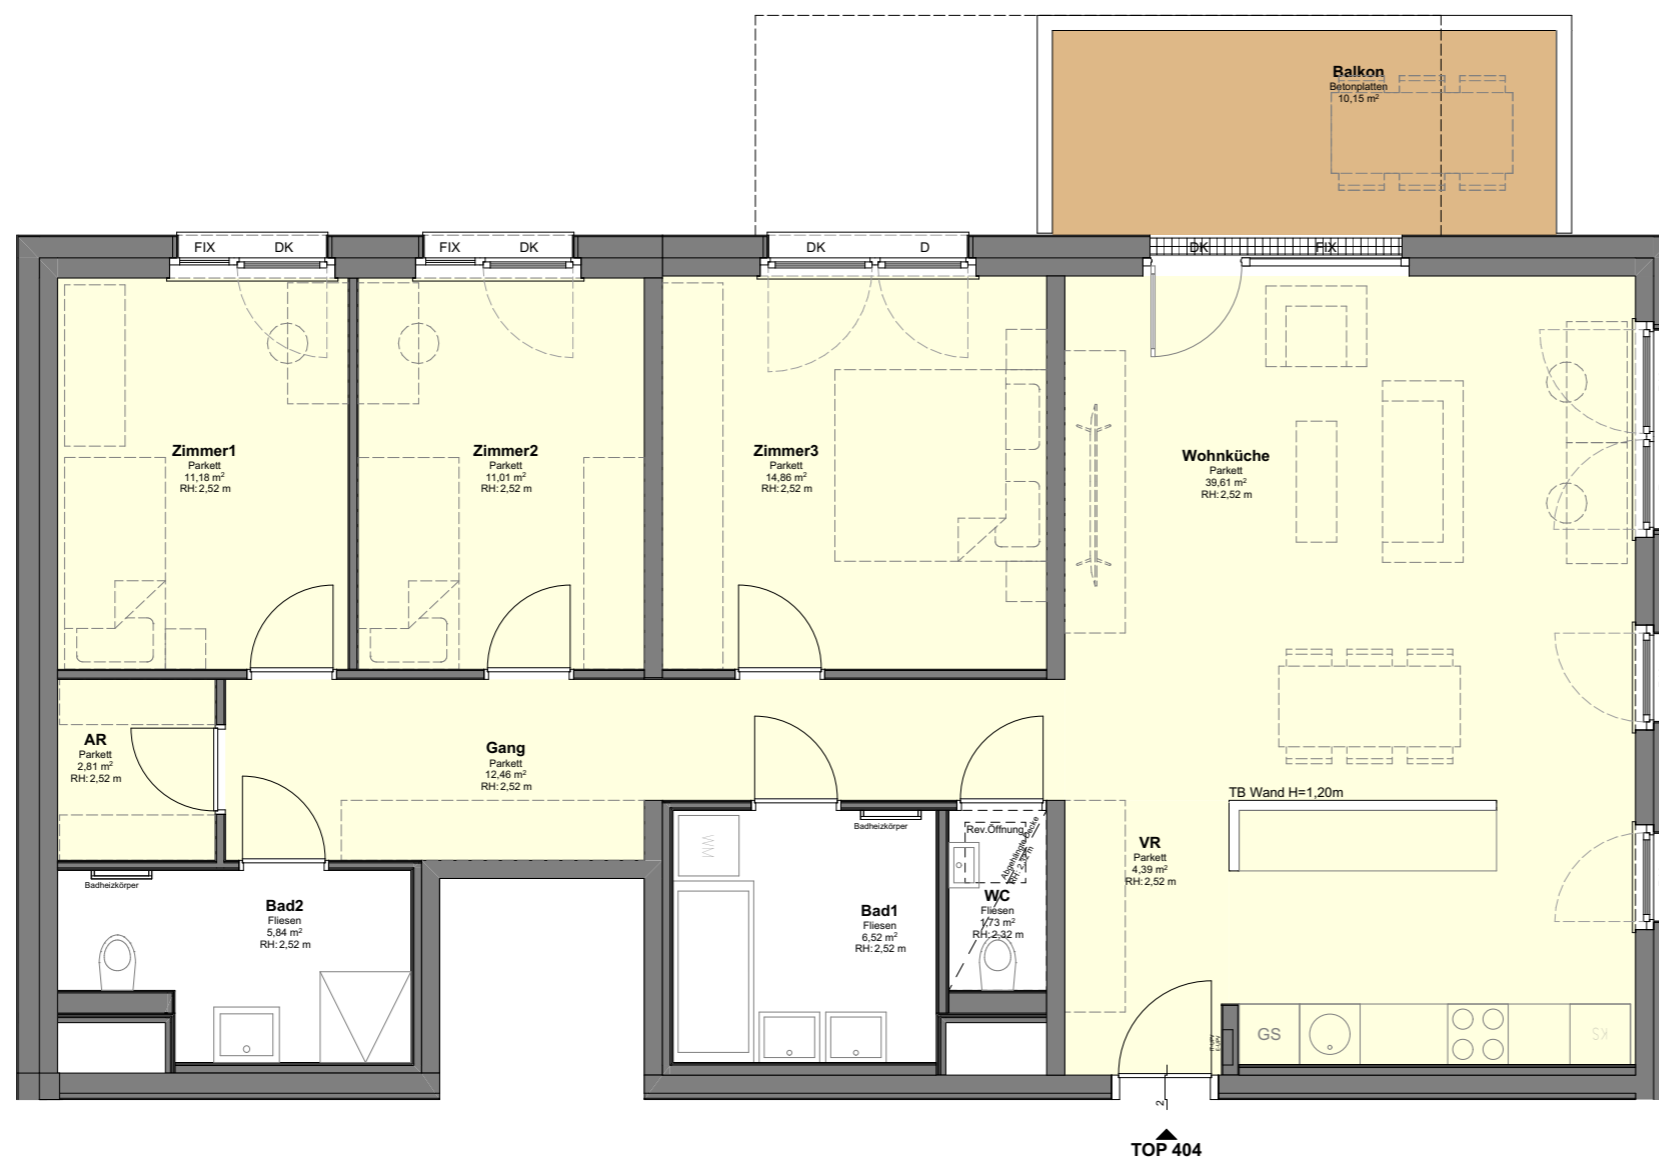 Balkon
Betonplatten
10,15 m²
FIX DK
FIX DK
DK D
DK FIX
Zimmer1
Parkett
11,18 m²
RH: 2,52 m
Zimmer2
Parkett
11,01 m²
RH: 2,52 m
Zimmer3
Parkett
14,86 m²
RH: 2,52 m
Wohnküche
Parkett
39,61 m²
RH: 2,52 m
AR
Parkett
2,81 m²
RH: 2,52 m
Gang
Parkett
12,46 m²
RH: 2,52 m
TB Wand H=1,20m
Badheizkörper
Bad2
Fliesen
5,84 m²
RH: 2,52 m
WM
Badheizkörper
Bad1
Fliesen
6,52 m²
RH: 2,52 m
Rev.Öffnung
Abgehängte Decke
WC
Fliesen
1,73 m²
RH: 2,32 m
VR
Parkett
4,39 m²
RH: 2,52 m
GS
KS
2
TOP 404